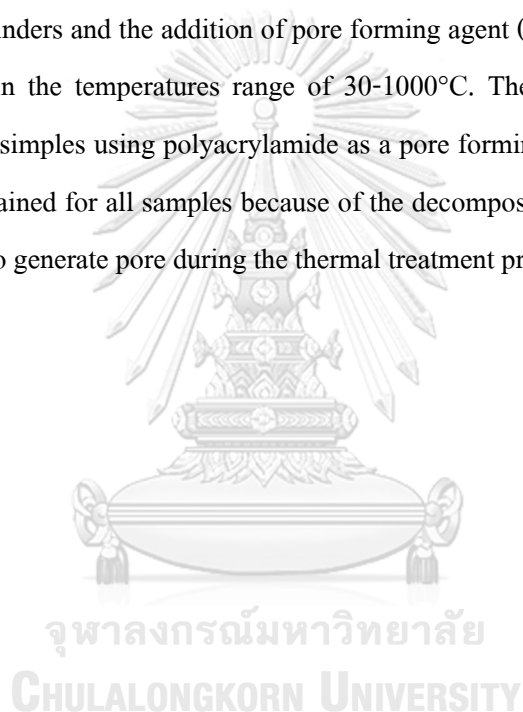 nders and the addition of pore forming agent (
n the temperatures range of 30-1000°C. The
simples using polyacrylamide as a pore formin
ained for all samples because of the decompos
o generate pore during the thermal treatment pr
จุฬาลงกรณ์มหาวิทยาลัย
CHULALONGKORN UNIVERSITY